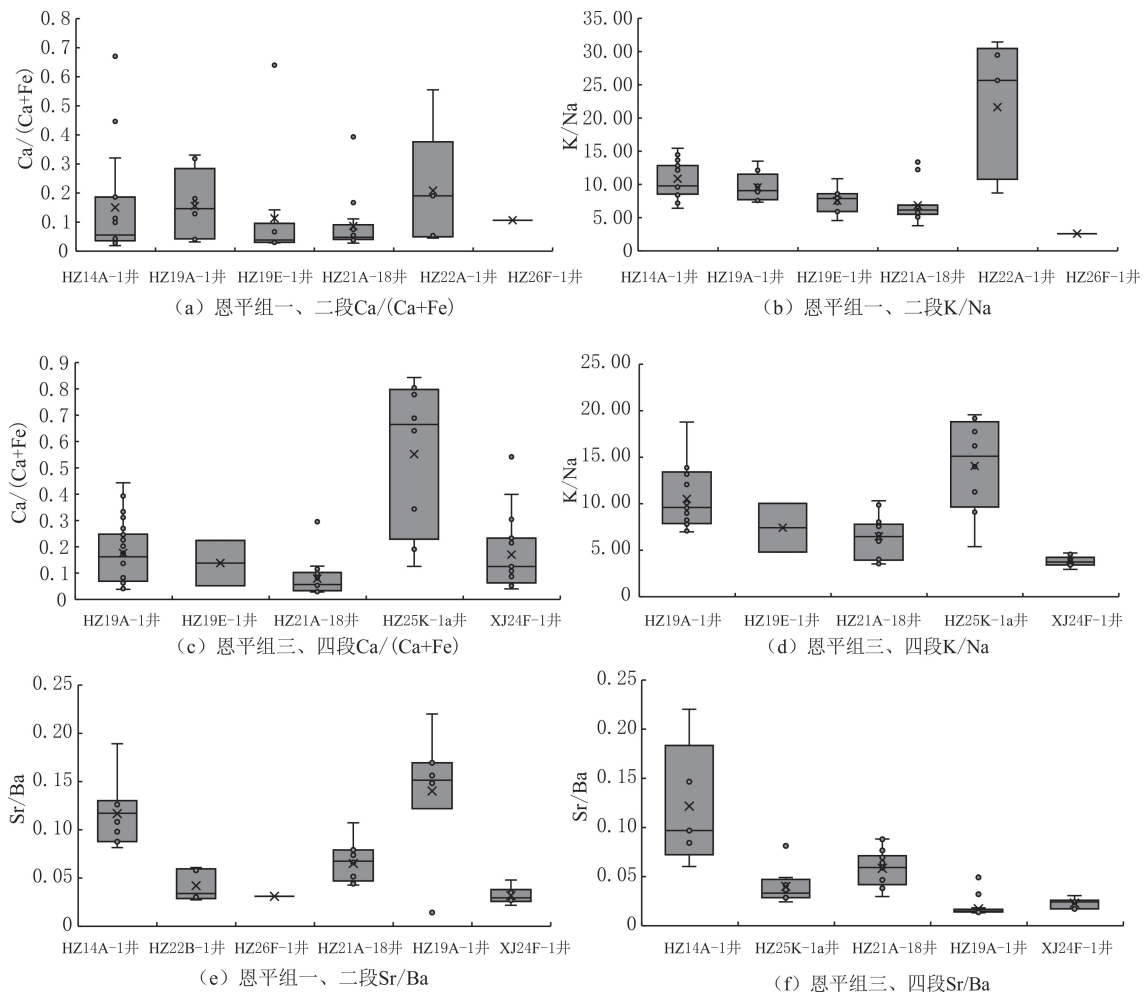 0.8
0.7
0.6
0.5
0.4
0.3
0.2
0.1
0
Ca/(Ca+Fe)
HZ14A-1井 HZ19A-1井 HZ19E-1井 HZ21A-18井 HZ22A-1井 HZ26F-1井
(a) 恩平组一、二段Ca/(Ca+Fe)
35.00
30.00
25.00
20.00
15.00
10.00
5.00
0
K/Na
HZ14A-1井 HZ19A-1井 HZ19E-1井 HZ21A-18井 HZ22A-1井 HZ26F-1井
(b) 恩平组一、二段K/Na
0.9
0.8
0.7
0.6
0.5
0.4
0.3
0.2
0.1
0
Ca/(Ca+Fe)
HZ19A-1井 HZ19E-1井 HZ21A-18井 HZ25K-1a井 XJ24F-1井
(c) 恩平组三、四段Ca/(Ca+Fe)
25.00
20.00
15.00
10.00
5.00
0
K/Na
HZ19A-1井 HZ19E-1井 HZ21A-18井 HZ25K-1a井 XJ24F-1井
(d) 恩平组三、四段K/Na
0.25
0.20
0.15
0.10
0.05
0
Sr/Ba
HZ14A-1井 HZ22B-1井 HZ26F-1井 HZ21A-18井 HZ19A-1井 XJ24F-1井
(e) 恩平组一、二段Sr/Ba
0.25
0.20
0.15
0.10
0.05
0
Sr/Ba
HZ14A-1井 HZ25K-1a井 HZ21A-18井 HZ19A-1井 XJ24F-1井
(f) 恩平组三、四段Sr/Ba